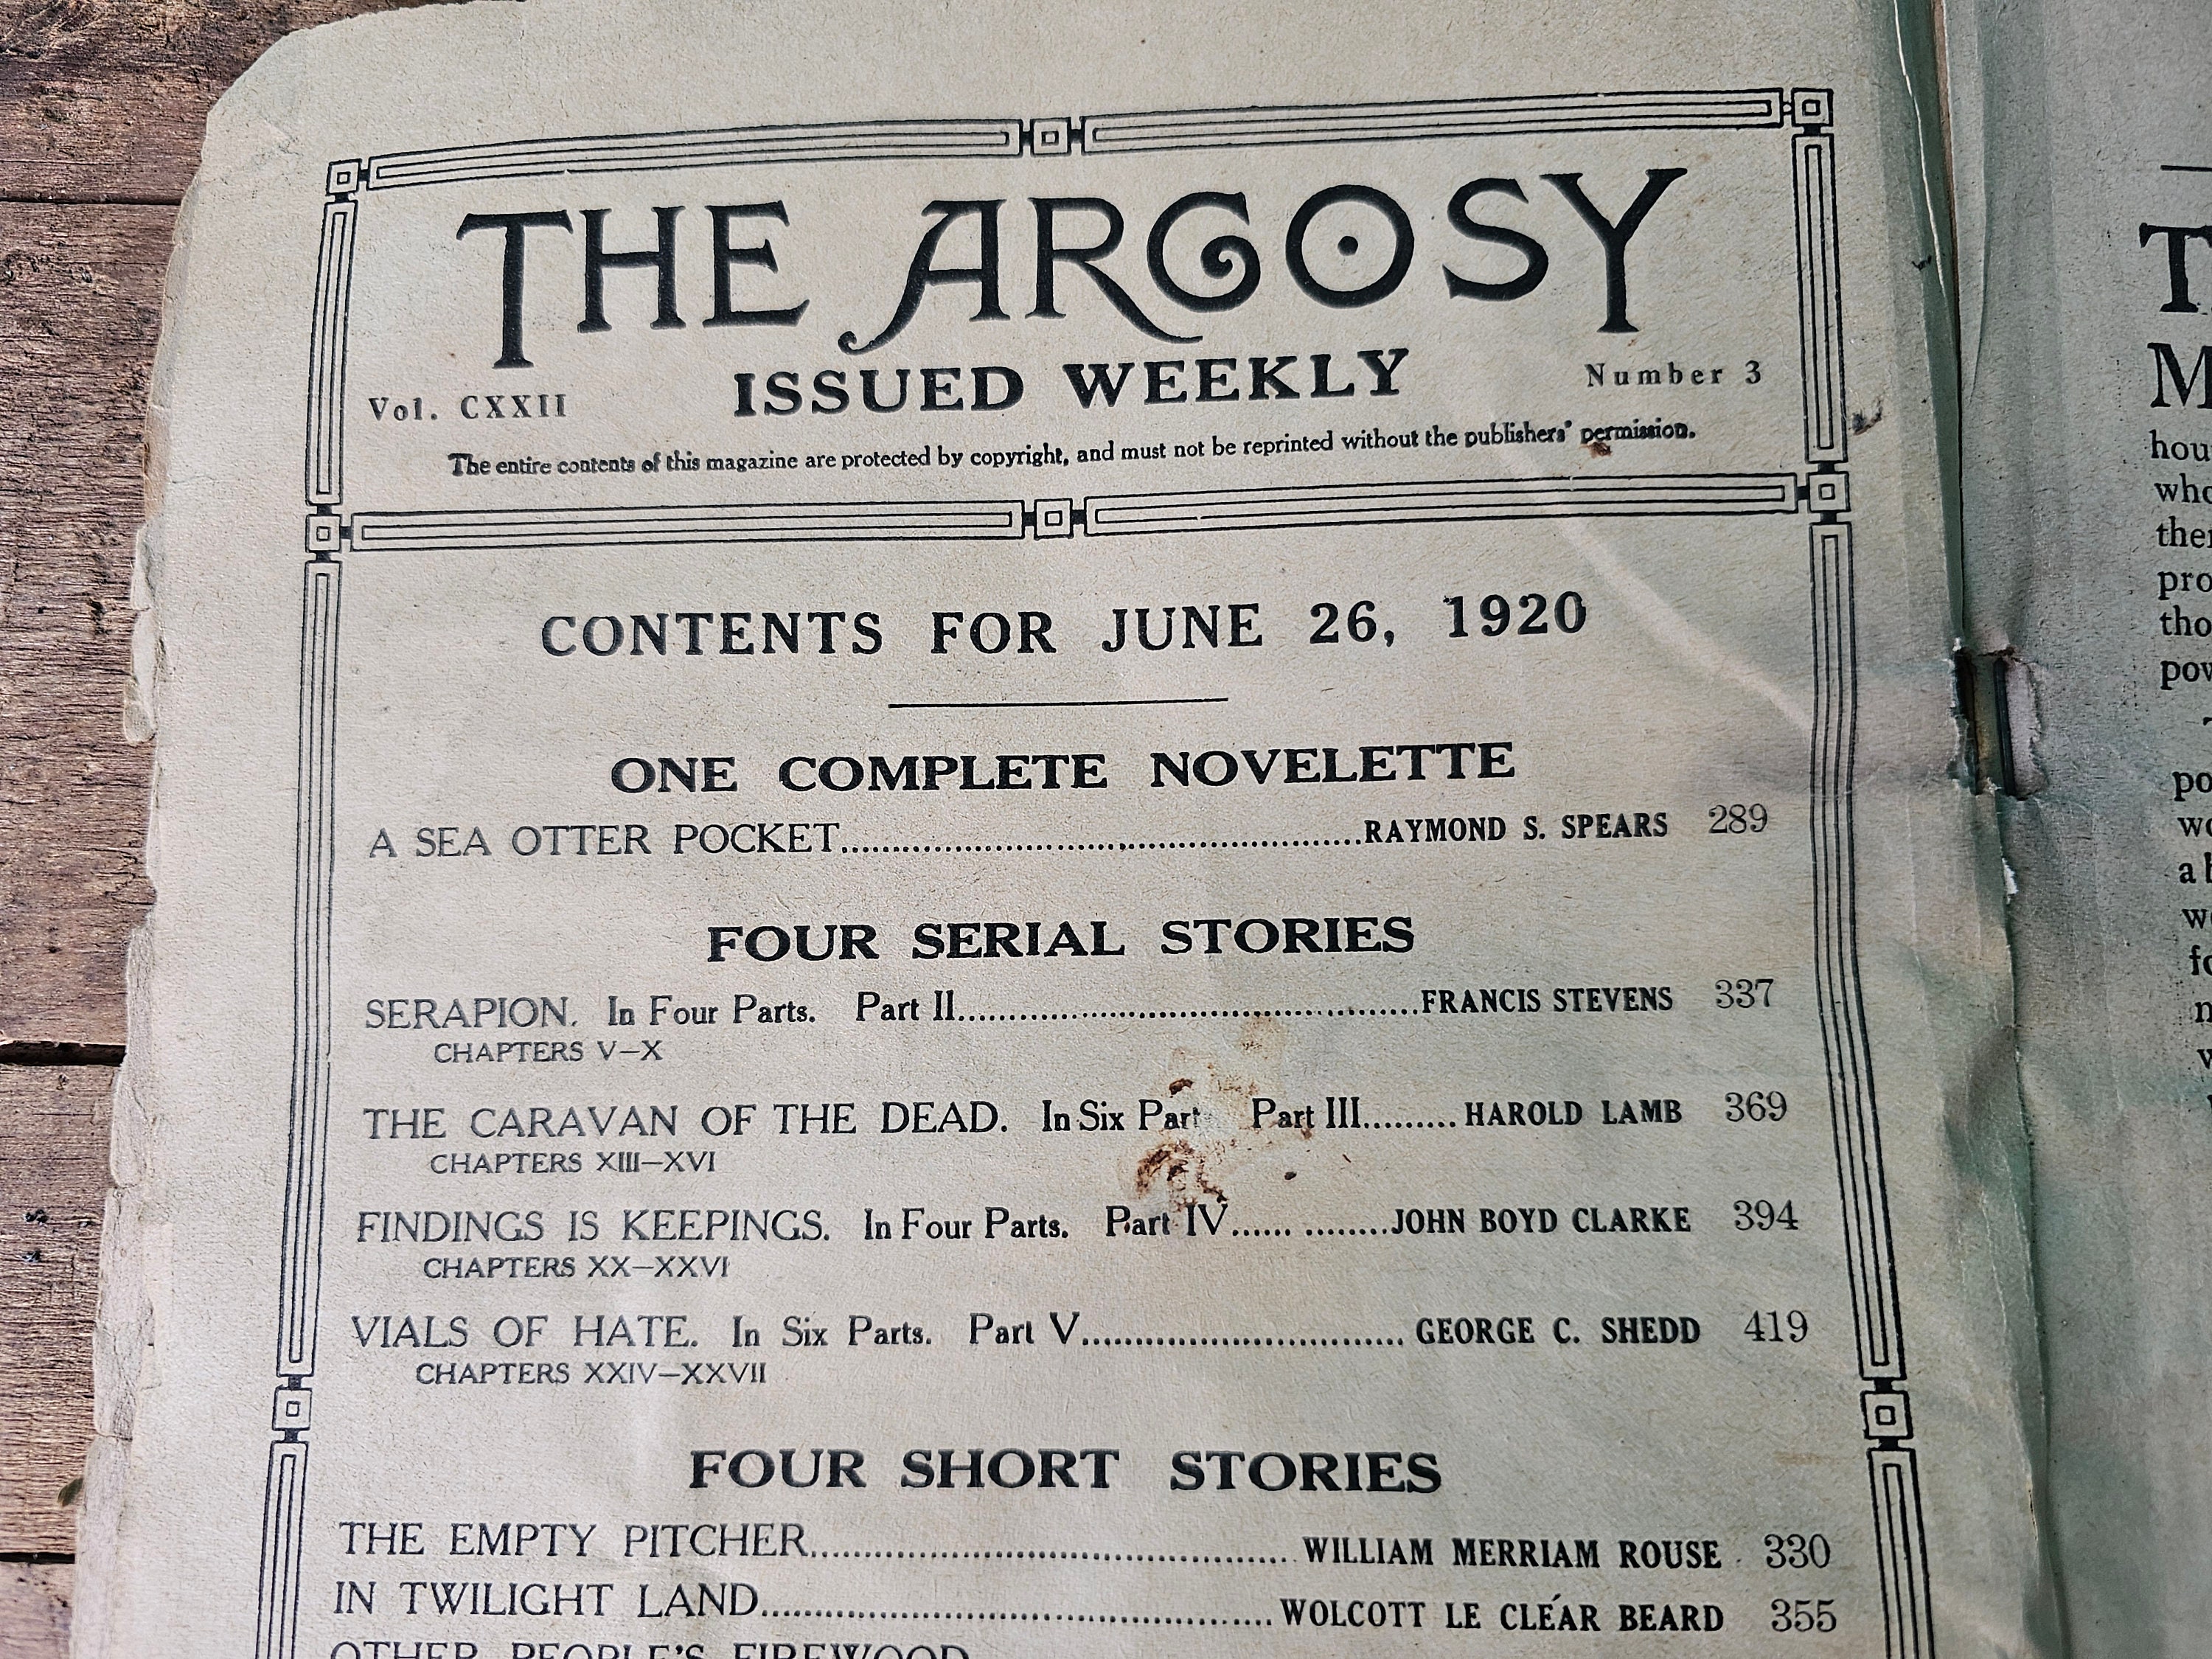 THE ARGOSY
Vol. CXXII ISSUED WEEKLY Number 3
The entire contents of this magazine are protected by copyright, and must not be reprinted without the publishers' permission.
CONTENTS FOR JUNE 26, 1920
ONE COMPLETE NOVELETTE
A SEA OTTER POCKET........................................RAYMOND S. SPEARS 289
FOUR SERIAL STORIES
SERAPION. In Four Parts. Part II........................................FRANCIS STEVENS 337
CHAPTERS V—X
THE CARAVAN OF THE DEAD. In Six Part Part III.........HAROLD LAMB 369
CHAPTERS XIII—XVI
FINDINGS IS KEEPINGS. In Four Parts. Part IV...... ........JOHN BOYD CLARKE 394
CHAPTERS XX—XXVI
VIALS OF HATE. In Six Parts. Part V................................GEORGE C. SHEDD 419
CHAPTERS XXIV—XXVII
FOUR SHORT STORIES
THE EMPTY PITCHER........................................WILLIAM MERRIAM ROUSE 330
IN TWILIGHT LAND........................................WOLCOTT LE CLÉAR BEARD 355
OTHER PEOPLE'S FIREWOOD